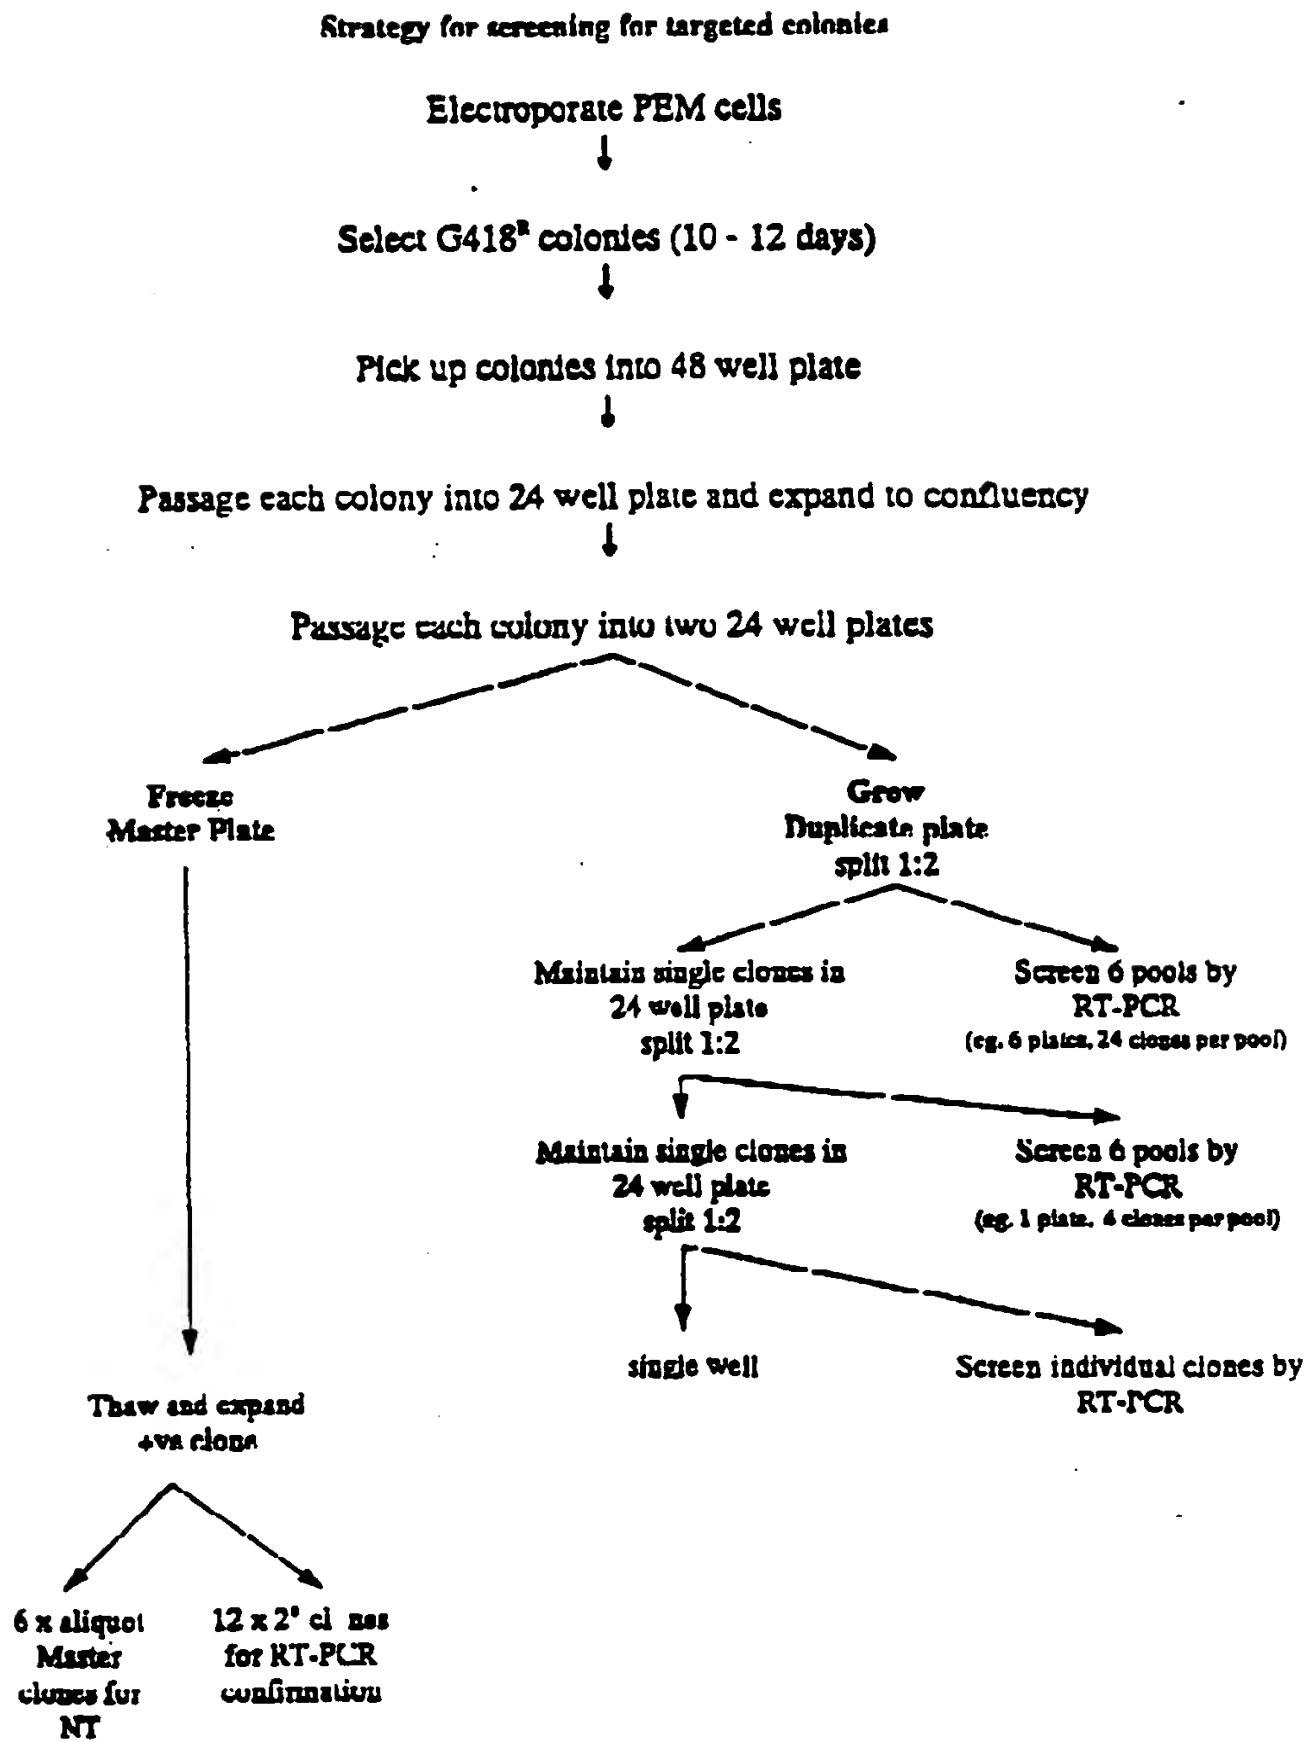 Strategy for screening for targeted colonies
Electroporate PEM cells
Select G418ᴿ colonies (10 - 12 days)
Pick up colonies into 48 well plate
Passage each colony into 24 well plate and expand to confluency
Passage each colony into two 24 well plates
Freeze
Master Plate
Grow
Duplicate plate
split 1:2
Maintain single clones in
24 well plate
split 1:2
Screen 6 pools by
RT-PCR
(eg. 6 plates, 24 clones per pool)
Maintain single clones in
24 well plate
split 1:2
Screen 6 pools by
RT-PCR
(eg. 1 plate, 4 clones per pool)
single well
Screen individual clones by
RT-PCR
Thaw and expand
+ve clone
6 x aliquot
Master
clones for
NT
12 x 2°
for RT-PCR
confirmation